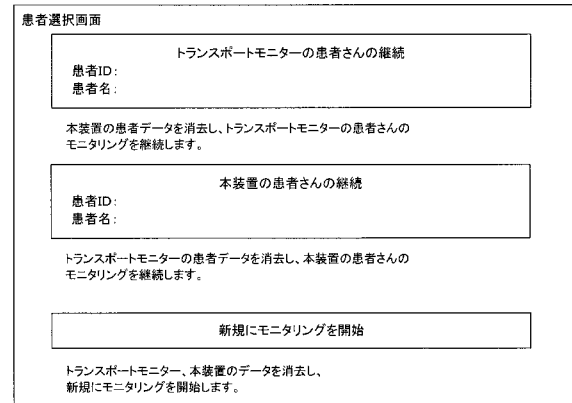 患者選択画面
トランスポートモニターの患者さんの継続
患者ID:
患者名:
本装置の患者データを消去し、トランスポートモニターの患者さんの
モニタリングを継続します。
本装置の患者さんの継続
患者ID:
患者名:
トランスポートモニターの患者データを消去し、本装置の患者さんの
モニタリングを継続します。
新規にモニタリングを開始
トランスポートモニター、本装置のデータを消去し、
新規にモニタリングを開始します。